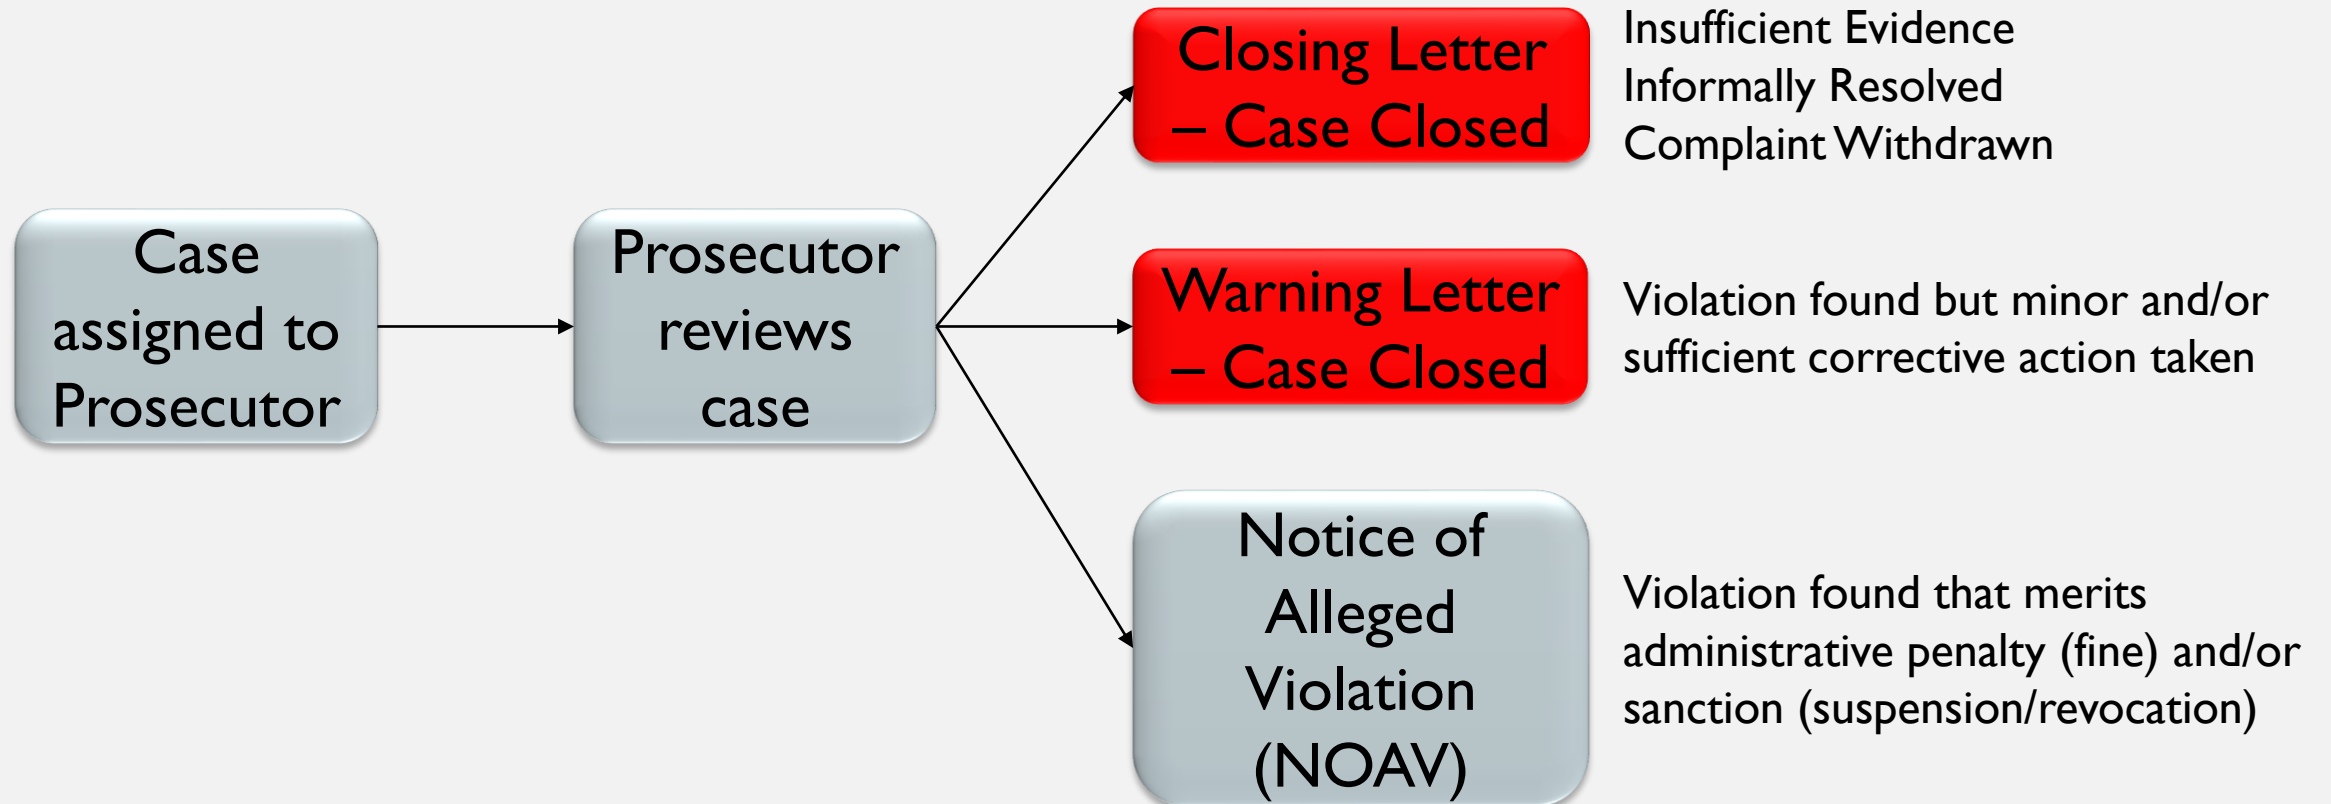 Case
assigned to
Prosecutor
Prosecutor
reviews
case
Closing Letter
– Case Closed
Insufficient Evidence
Informally Resolved
Complaint Withdrawn
Warning Letter
– Case Closed
Violation found but minor and/or
sufficient corrective action taken
Notice of
Alleged
Violation
(NOAV)
Violation found that merits
administrative penalty (fine) and/or
sanction (suspension/revocation)